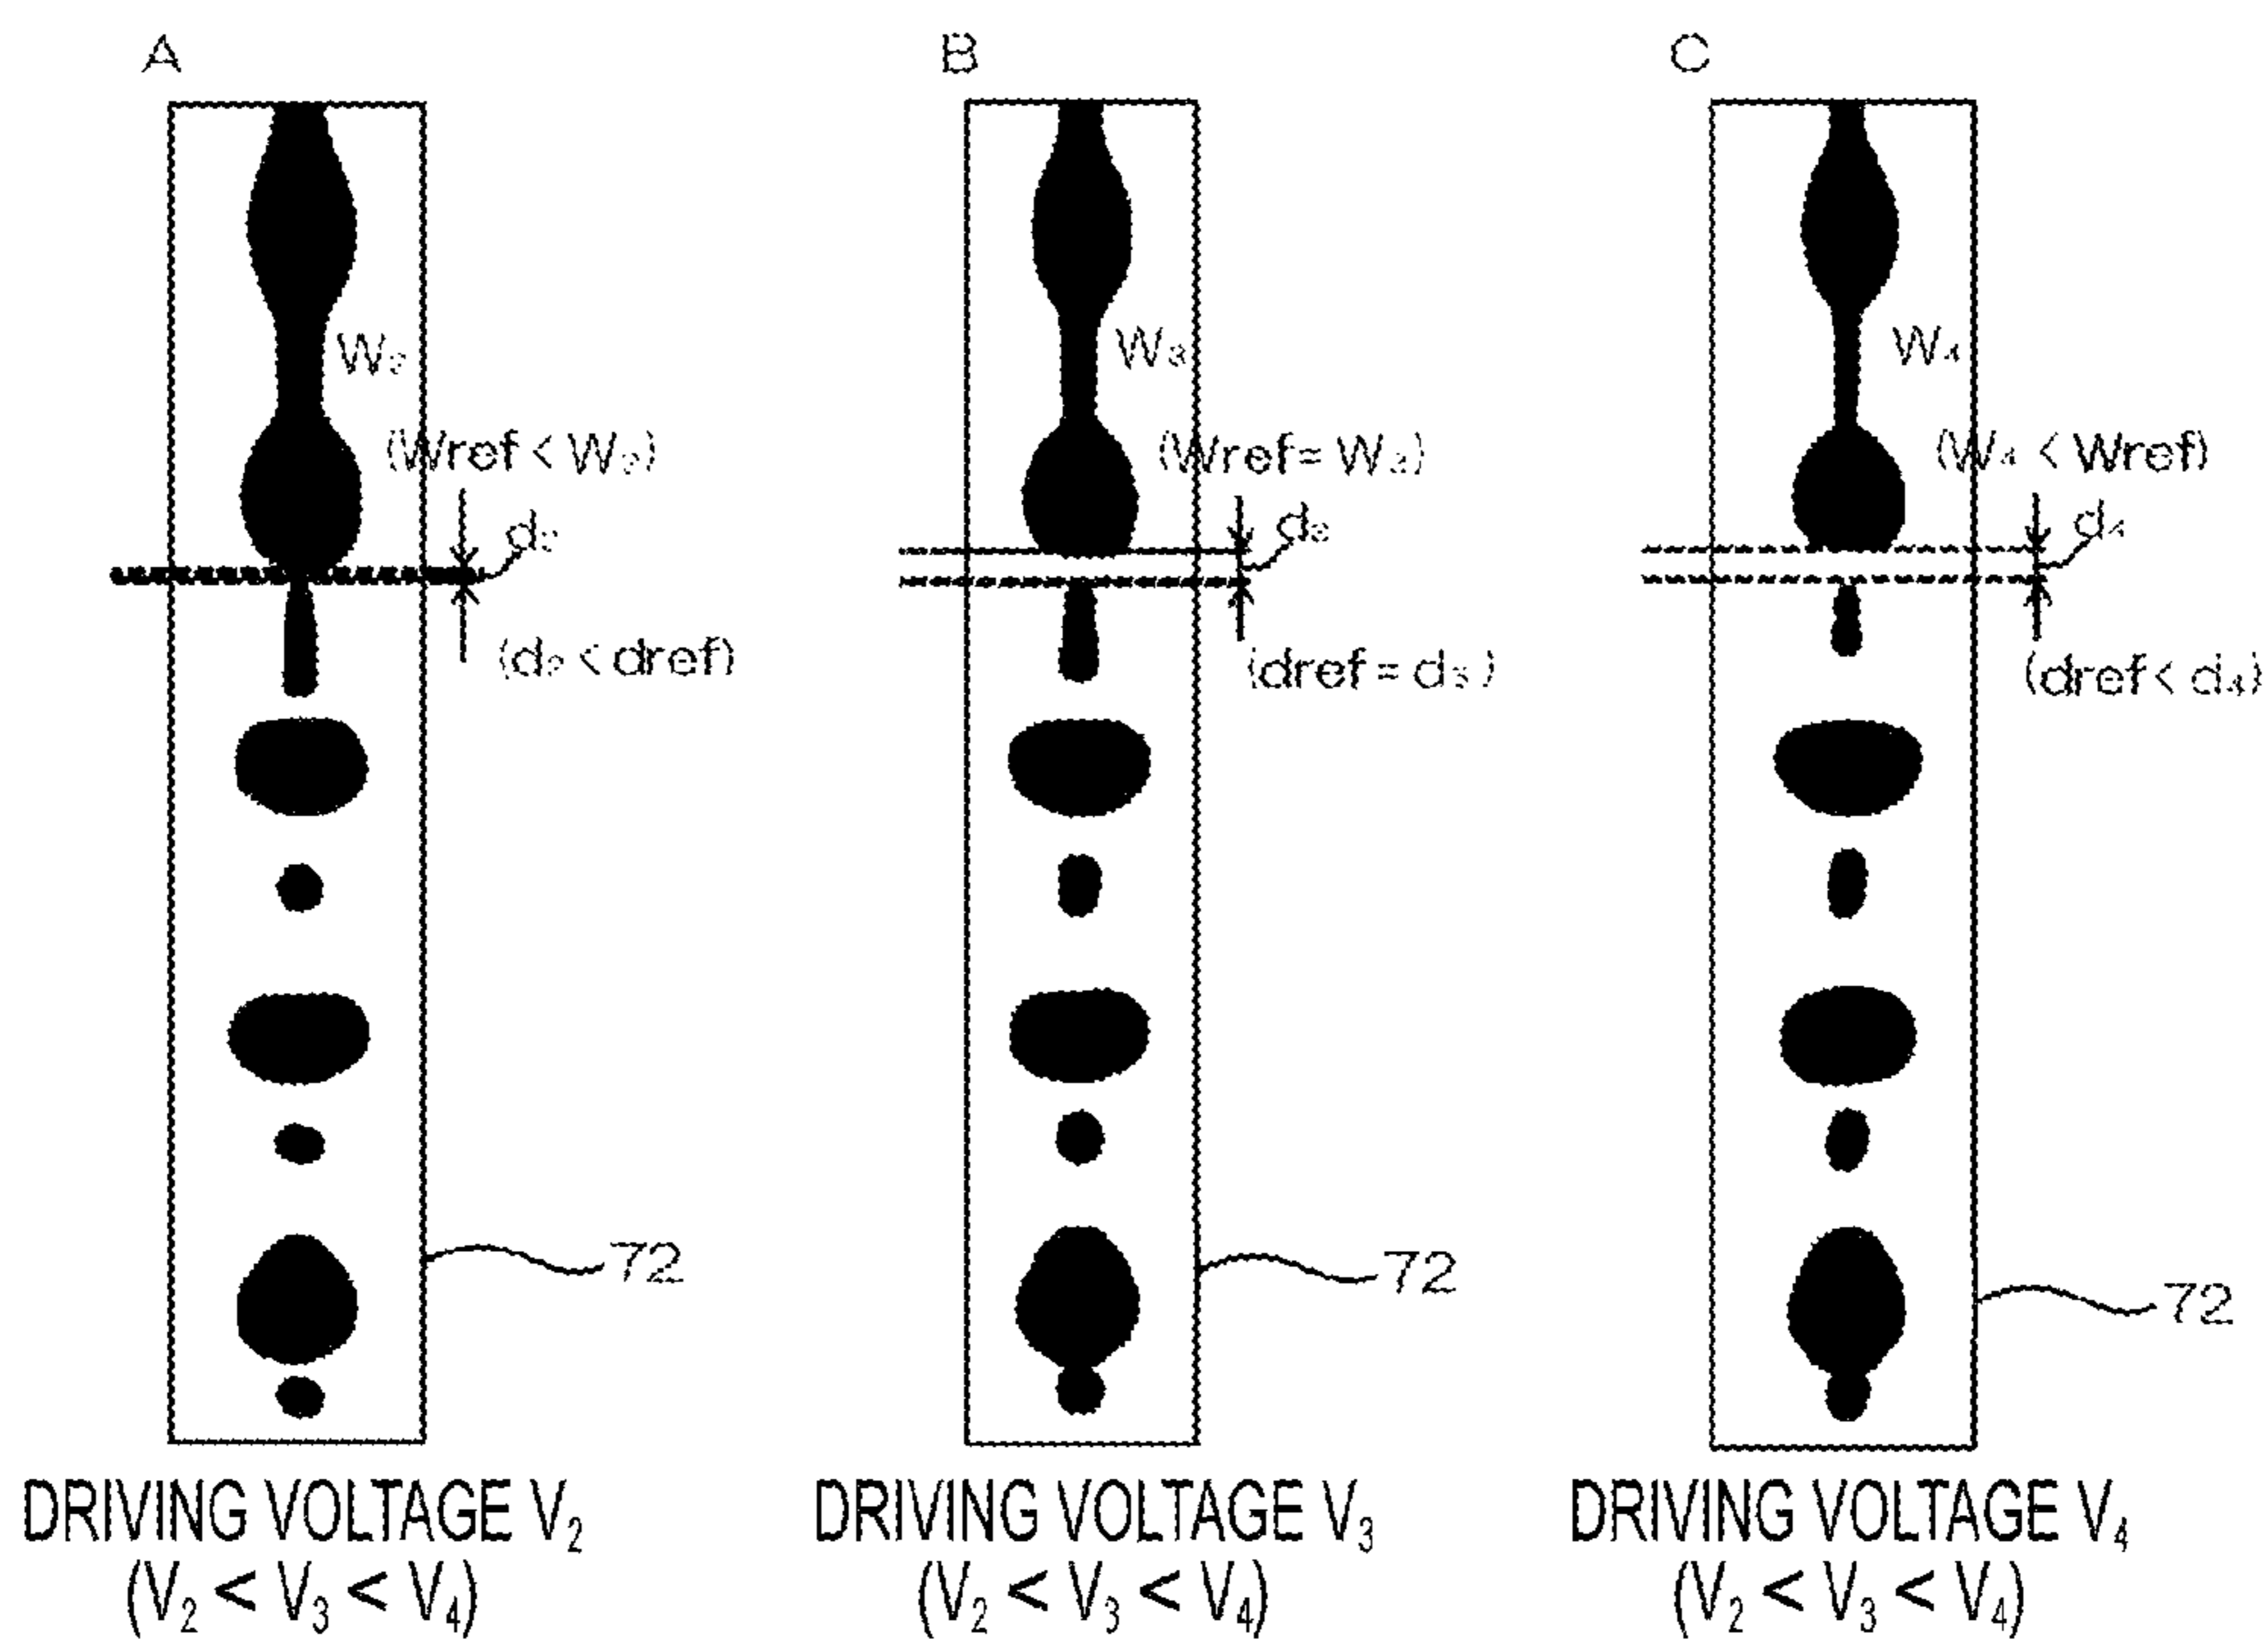 A
W₂
(Wref < W₂)
d₂
(d₂ < dref)
72
DRIVING VOLTAGE V₂
(V₂ < V₃ < V₄)
B
W₃
(Wref = W₃)
d₃
(dref = d₃)
72
DRIVING VOLTAGE V₃
(V₂ < V₃ < V₄)
C
W₄
(W₄ < Wref)
d₄
(dref < d₄)
72
DRIVING VOLTAGE V₄
(V₂ < V₃ < V₄)